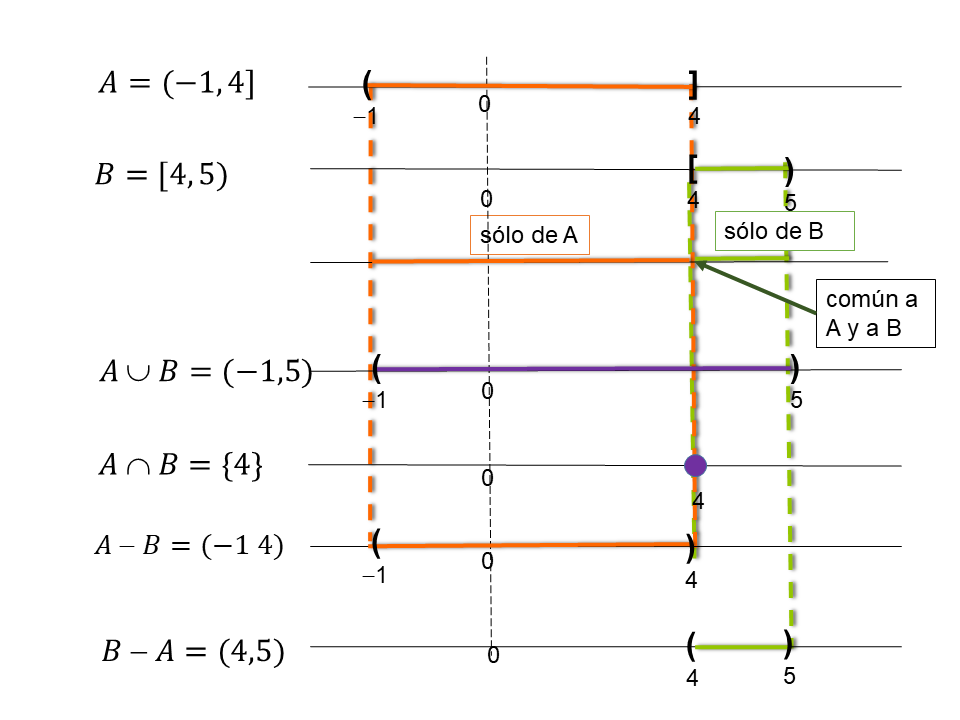 𝐴 = (−1, 4]
( ]
−1 0 4
𝐵 = [4, 5)
[ )
0 4 5
sólo de A
sólo de B
común a
A y a B
𝐴 ∪ 𝐵 = (−1,5)
( )
−1 0 5
𝐴 ∩ 𝐵 = {4}
0 4
𝐴 – 𝐵 = (−1 4)
( )
−1 0 4
𝐵 – 𝐴 = (4,5)
( )
0 4 5